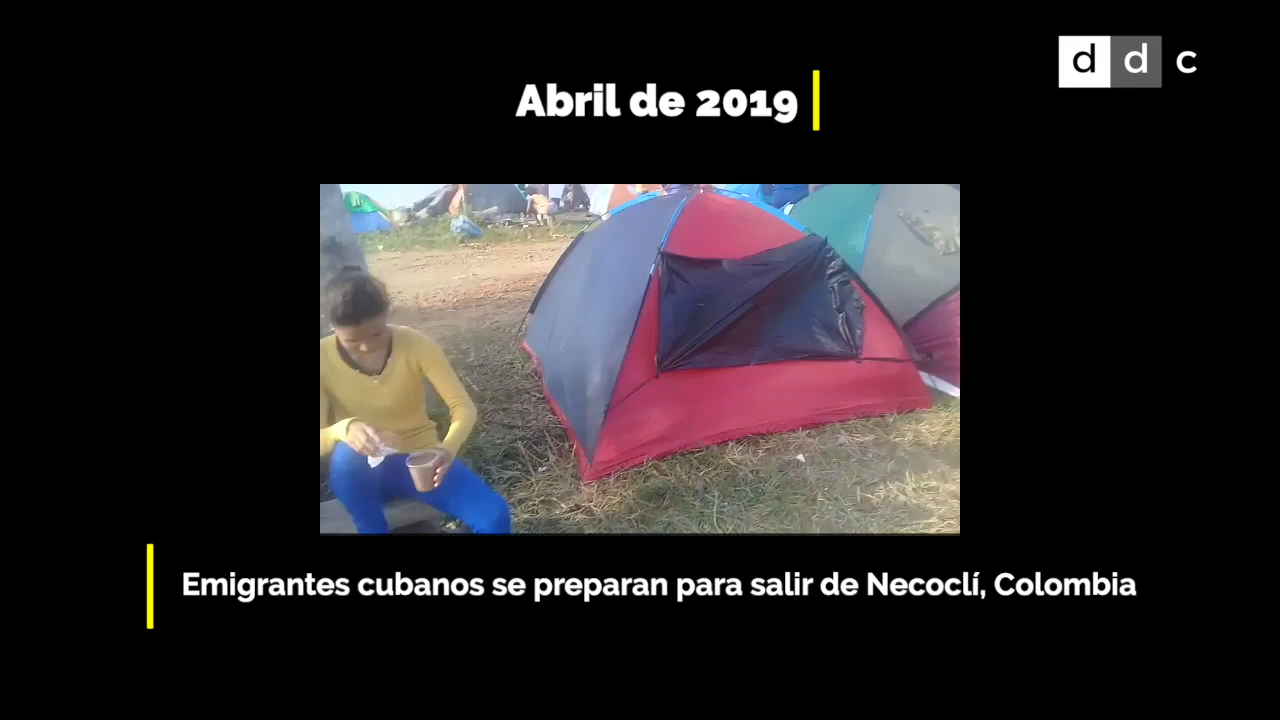 ddc
Abril de 2019
Emigrantes cubanos se preparan para salir de Necoclí, Colombia